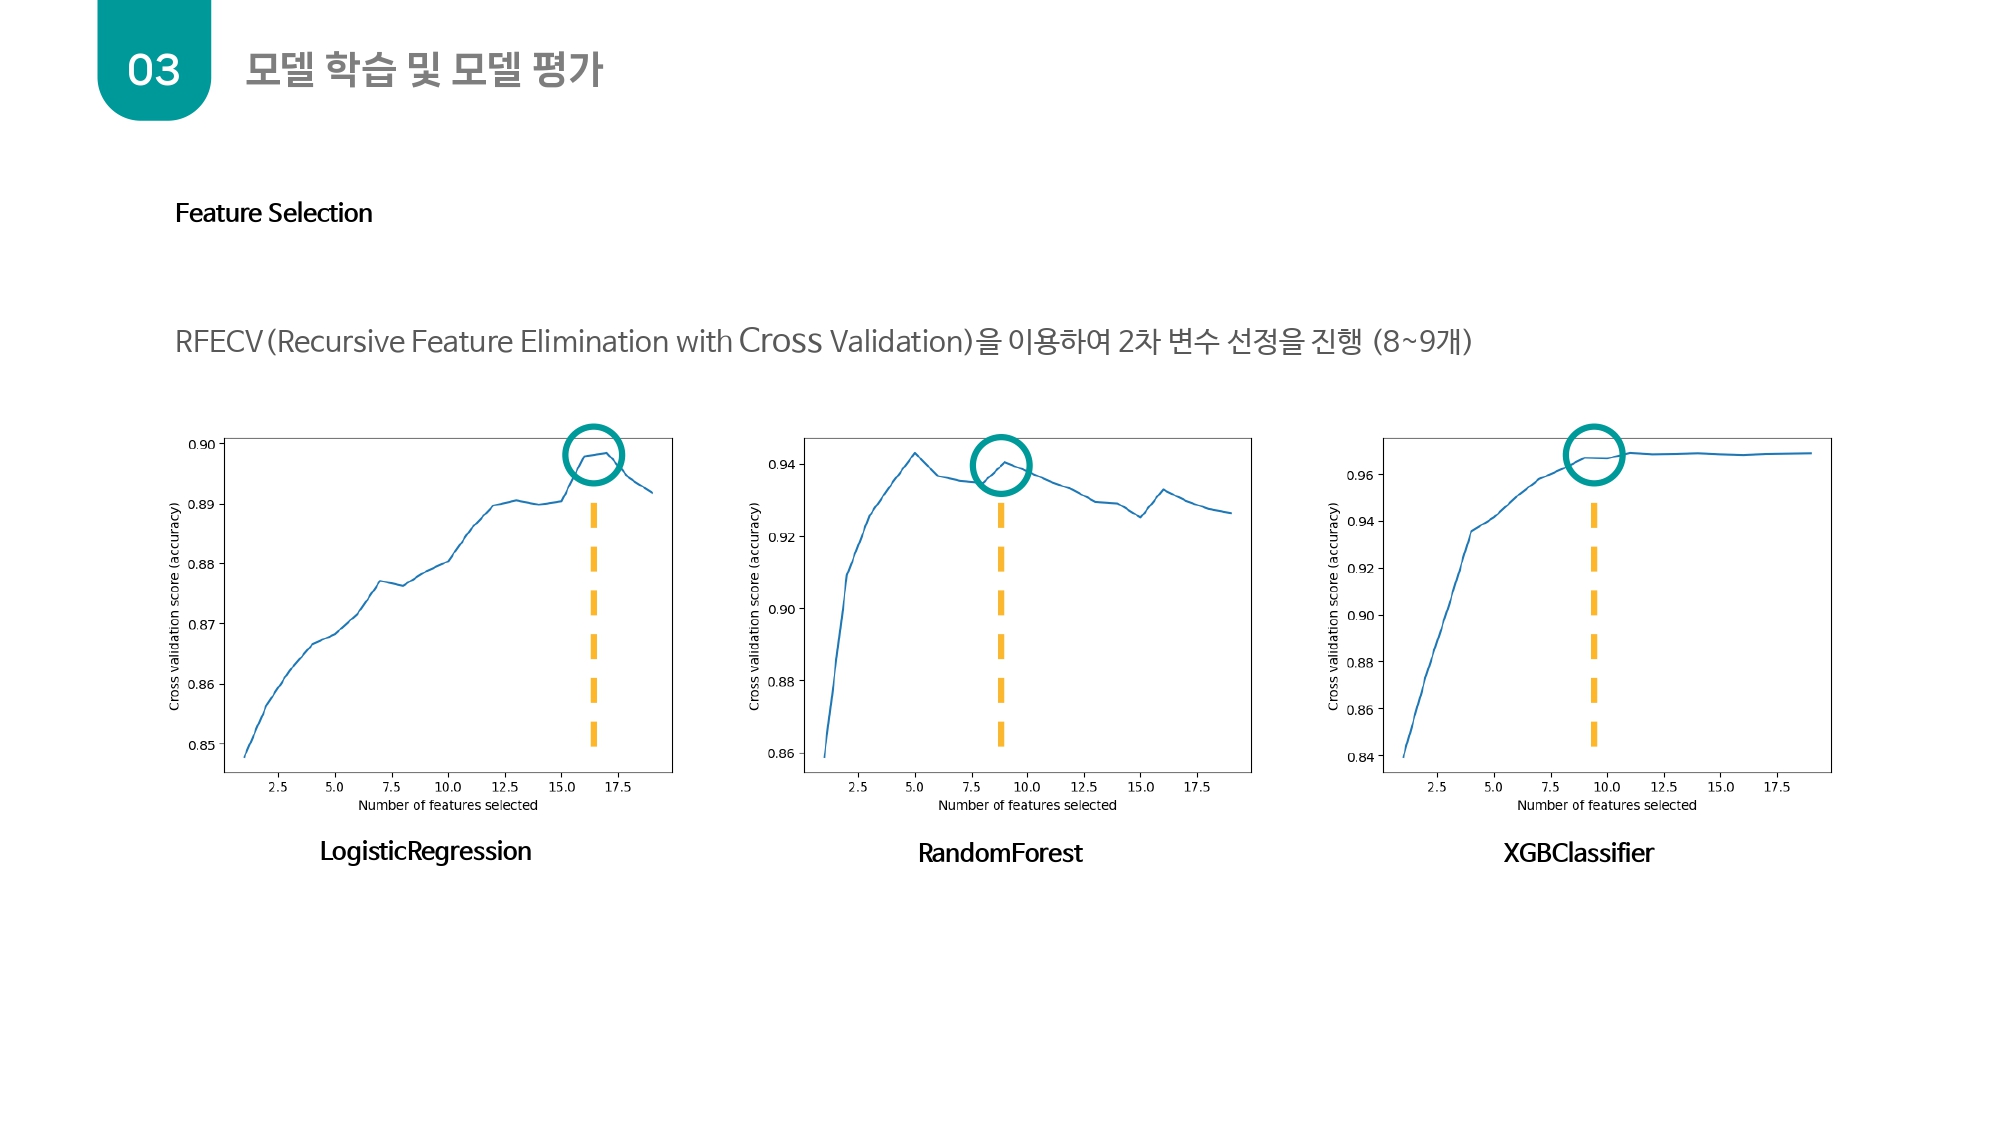 03
모델 학습 및 모델 평가
Feature Selection
RFECV(Recursive Feature Elimination with Cross Validation)을 이용하여 2차 변수 선정을 진행 (8~9개)
Cross validation score (accuracy)
0.90
0.89
0.88
0.87
0.86
0.85
2.5 5.0 7.5 10.0 12.5 15.0 17.5
Number of features selected
LogisticRegression
Cross validation score (accuracy)
0.94
0.92
0.90
0.88
0.86
2.5 5.0 7.5 10.0 12.5 15.0 17.5
Number of features selected
RandomForest
Cross validation score (accuracy)
0.96
0.94
0.92
0.90
0.88
0.86
0.84
2.5 5.0 7.5 10.0 12.5 15.0 17.5
Number of features selected
XGBClassifier